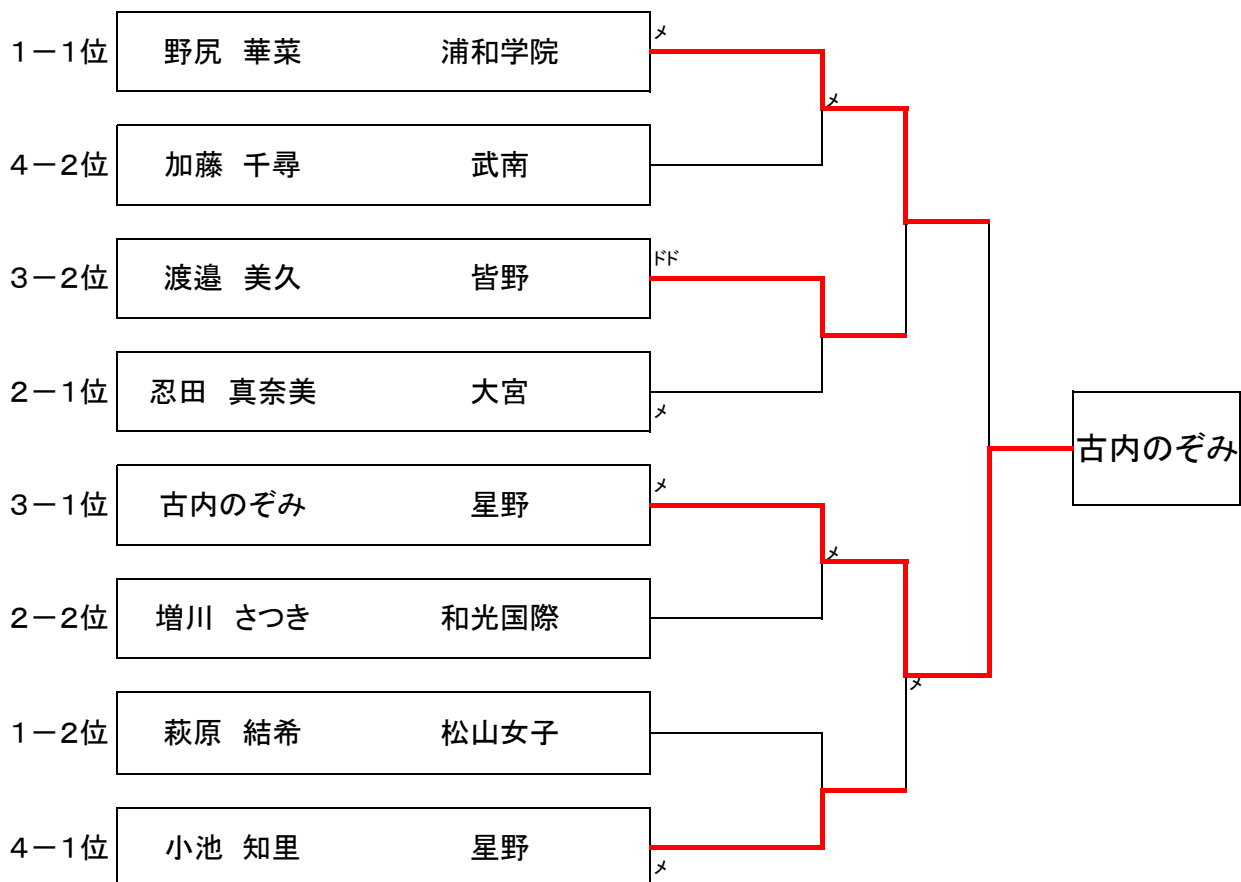 1-1位 野尻 華菜 浦和学院 メ
メ
4-2位 加藤 千尋 武南
3-2位 渡邉 美久 皆野 ドド
2-1位 忍田 真奈美 大宮 メ
古内のぞみ
3-1位 古内のぞみ 星野 メ
メ
2-2位 増川 さつき 和光国際
メ
1-2位 萩原 結希 松山女子
4-1位 小池 知里 星野 メ